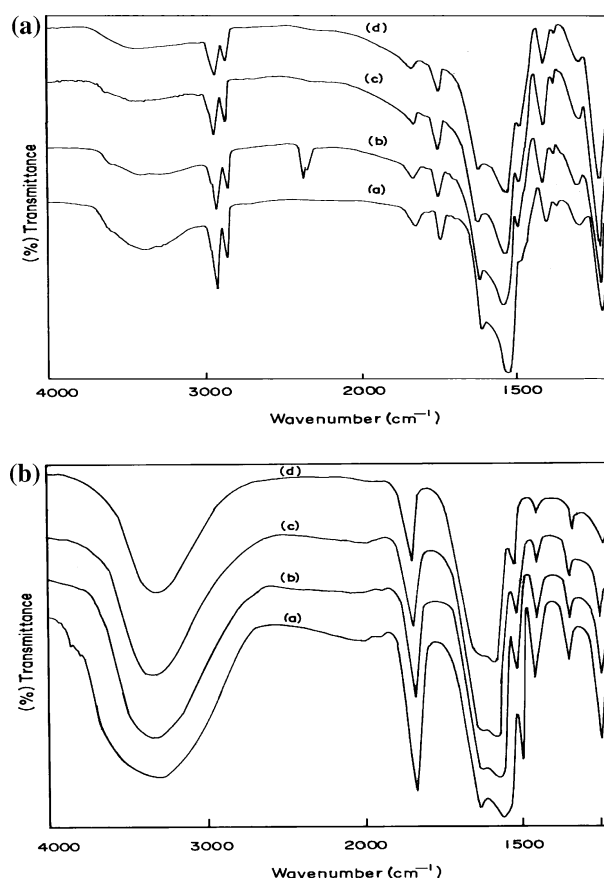 (a)
(d)
(c)
(b)
(a)
(%) Transmittance
4000 3000 2000 1500
Wavenumber (cm⁻¹)
(b)
(d)
(c)
(b)
(a)
(%) Transmittance
4000 3000 2000 1500
Wavenumber (cm⁻¹)